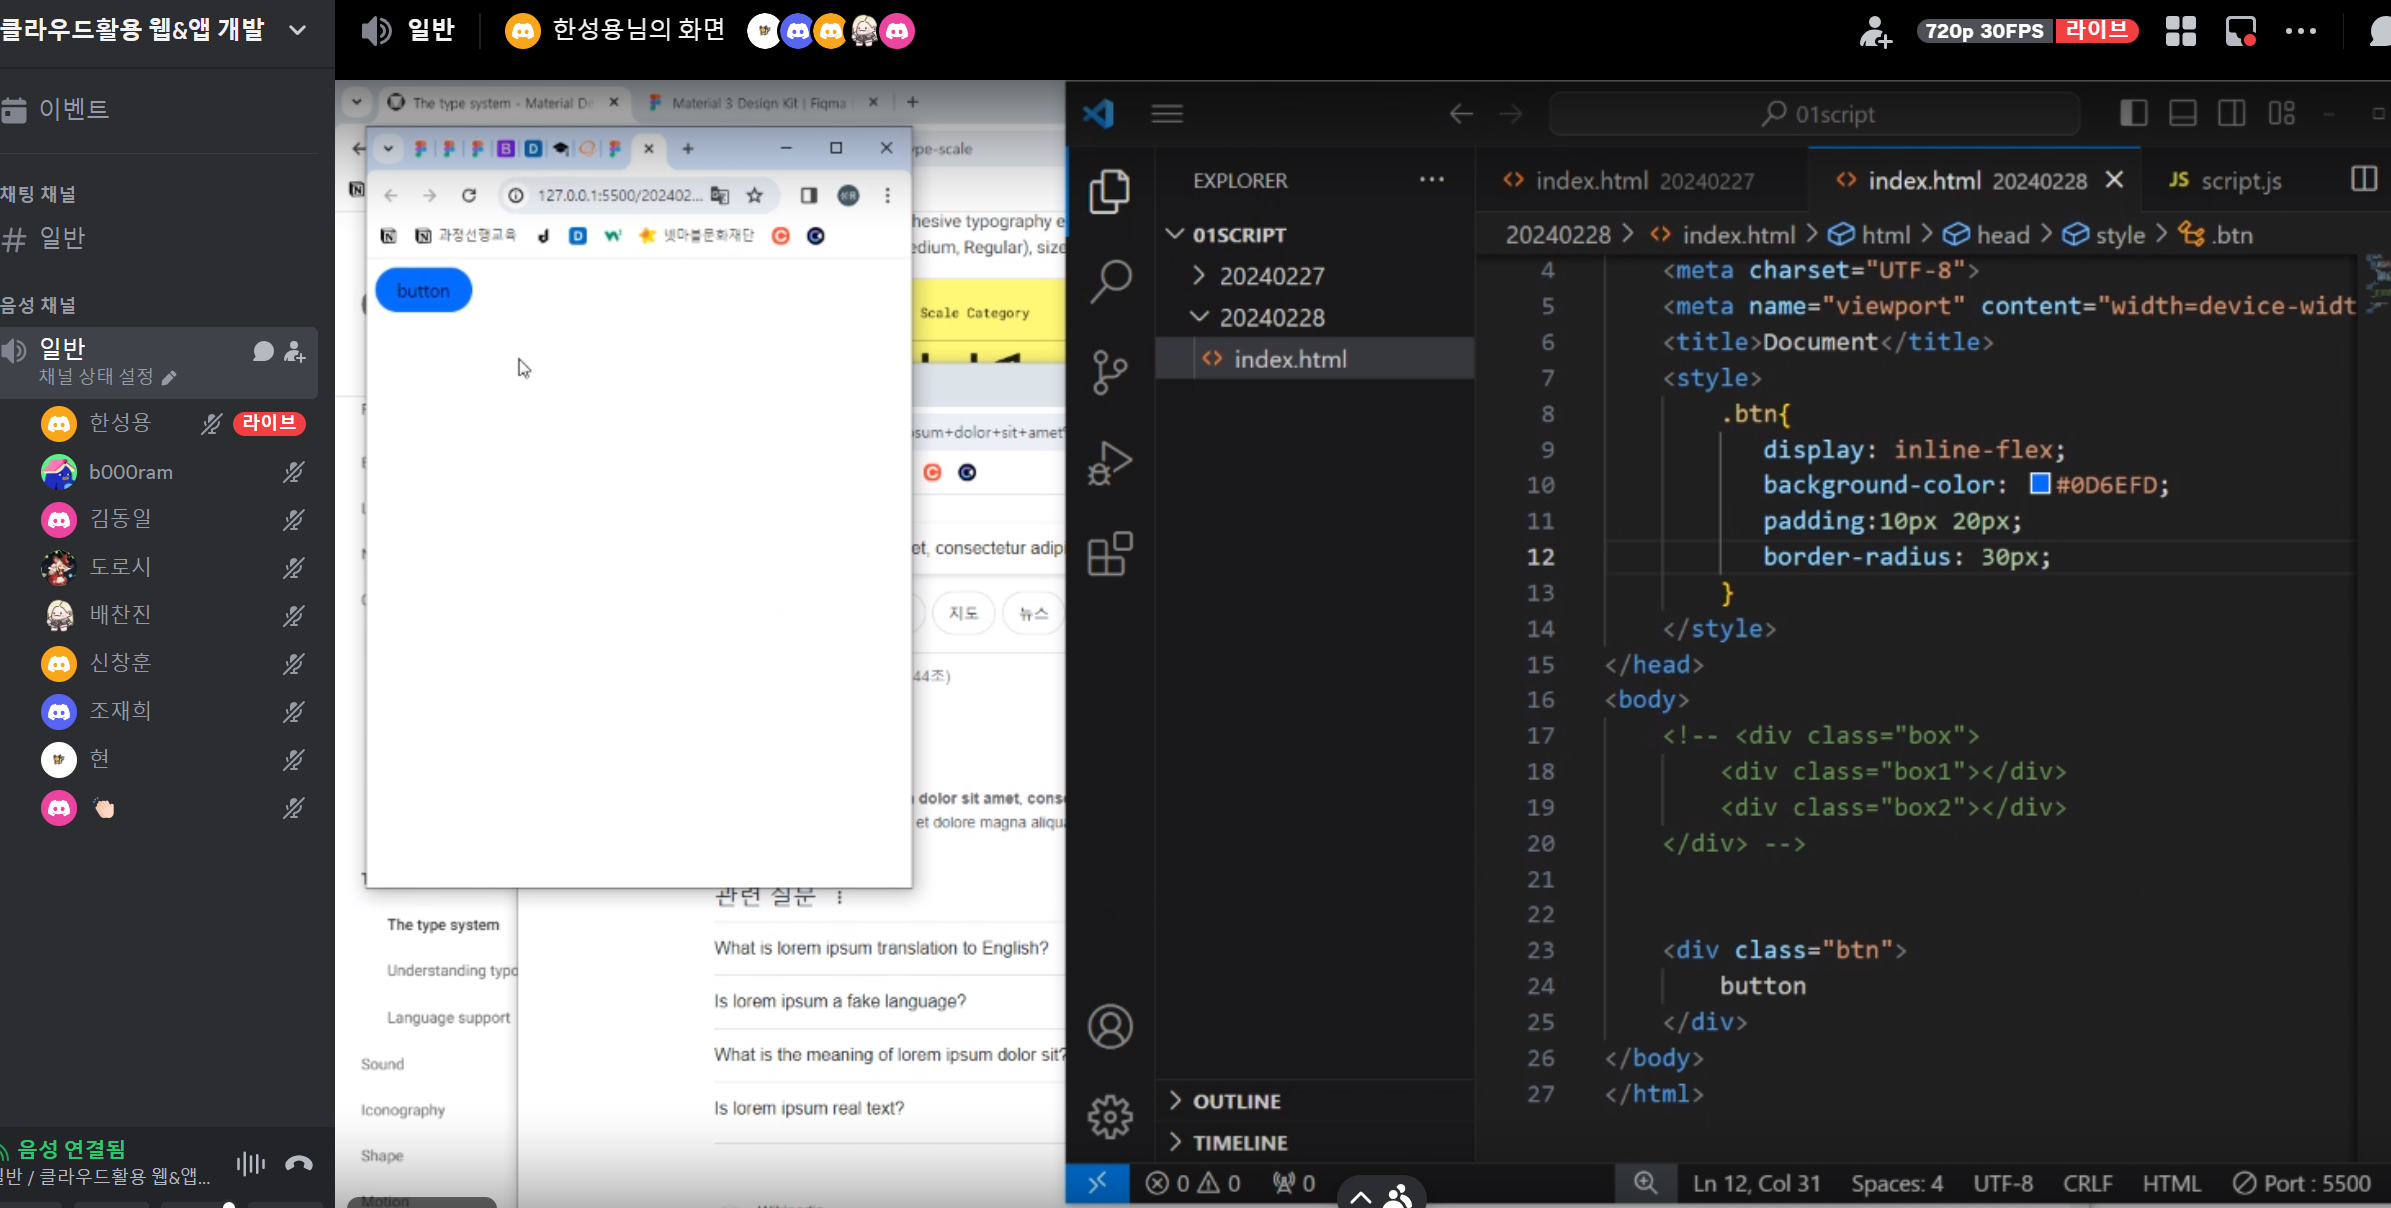 클라우드활용 웹&앱 개발
이벤트
채팅 채널
일반
음성 채널
일반
채널 상태 설정
한성용
라이브
b000ram
김동일
도로시
배찬진
신창훈
조재희
현
음성 연결됨
일반 / 클라우드활용 웹&앱...
일반
한성용님의 화면
720p 30FPS
라이브
The type system - Material De
Material 3 Design Kit | Figma
ype-scale
127.0.0.1:5500/202402...
과정선행교육
넷마블문화재단
button
hesive typography e
edium, Regular), size
Scale Category
sum+dolor+sit+amet
et, consectetur adipi
지도
뉴스
44조)
dolor sit amet, conse
et dolore magna aliqua
관련 질문
What is lorem ipsum translation to English?
Is lorem ipsum a fake language?
What is the meaning of lorem ipsum dolor sit?
Is lorem ipsum real text?
The type system
Understanding typo
Language support
Sound
Iconography
Shape
Motion
01script
EXPLORER
01SCRIPT
20240227
20240228
index.html
OUTLINE
TIMELINE
index.html 20240227
index.html 20240228
JS script.js
20240228 > index.html > html > head > style > .btn
4 <meta charset="UTF-8">
5 <meta name="viewport" content="width=device-widt
6 <title>Document</title>
7 <style>
8 .btn{
9 display: inline-flex;
10 background-color: #0D6EFD;
11 padding:10px 20px;
12 border-radius: 30px;
13 }
14 </style>
15 </head>
16 <body>
17 <!-- <div class="box">
18 <div class="box1"></div>
19 <div class="box2"></div>
20 </div> -->
21
22
23 <div class="btn">
24 button
25 </div>
26 </body>
27 </html>
0 0 0
Ln 12, Col 31
Spaces: 4
UTF-8
CRLF
HTML
Port : 5500